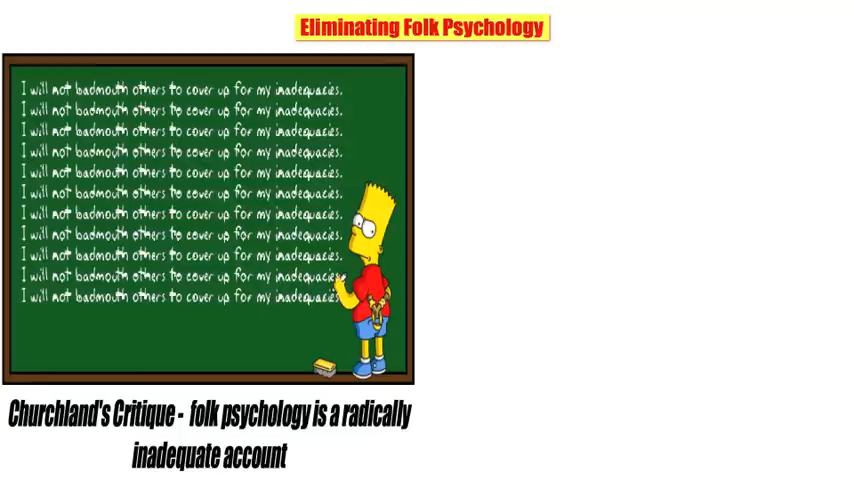 Eliminating Folk Psychology
I will not badmouth others to cover up for my inadequacies.
I will not badmouth others to cover up for my inadequacies.
I will not badmouth others to cover up for my inadequacies.
I will not badmouth others to cover up for my inadequacies.
I will not badmouth others to cover up for my inadequacies.
I will not badmouth others to cover up for my inadequacies.
I will not badmouth others to cover up for my inadequacies.
I will not badmouth others to cover up for my inadequacies.
I will not badmouth others to cover up for my inadequacies.
I will not badmouth others to cover up for my inadequacies
I will not badmouth others to cover up for my inadequacies
Churchland's Critique - folk psychology is a radically
inadequate account